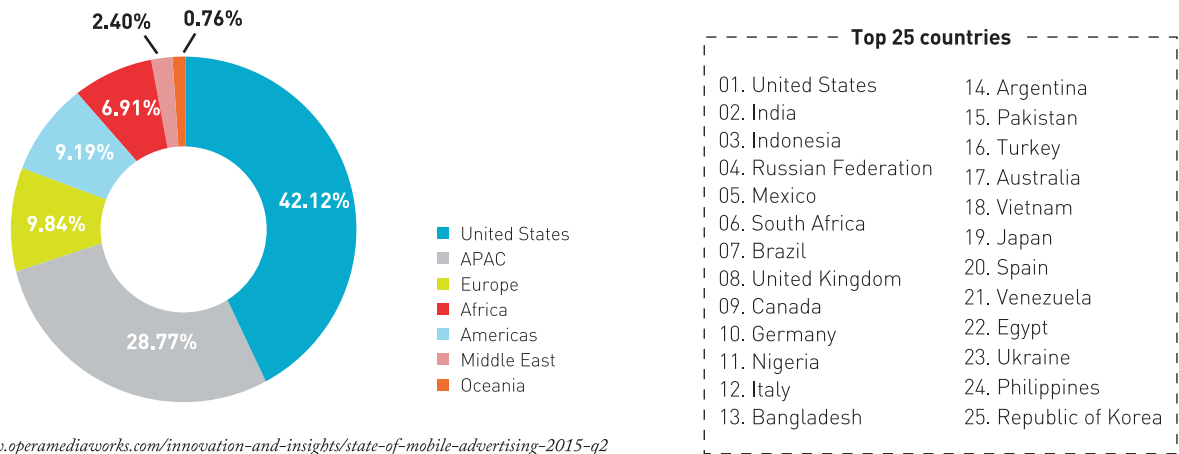 2.40%
0.76%
6.91%
9.19%
9.84%
42.12%
28.77%
United States
APAC
Europe
Africa
Americas
Middle East
Oceania
.operamediaworks.com/innovation-and-insights/state-of-mobile-advertising-2015-q2
Top 25 countries
01. United States
02. India
03. Indonesia
04. Russian Federation
05. Mexico
06. South Africa
07. Brazil
08. United Kingdom
09. Canada
10. Germany
11. Nigeria
12. Italy
13. Bangladesh
14. Argentina
15. Pakistan
16. Turkey
17. Australia
18. Vietnam
19. Japan
20. Spain
21. Venezuela
22. Egypt
23. Ukraine
24. Philippines
25. Republic of Korea